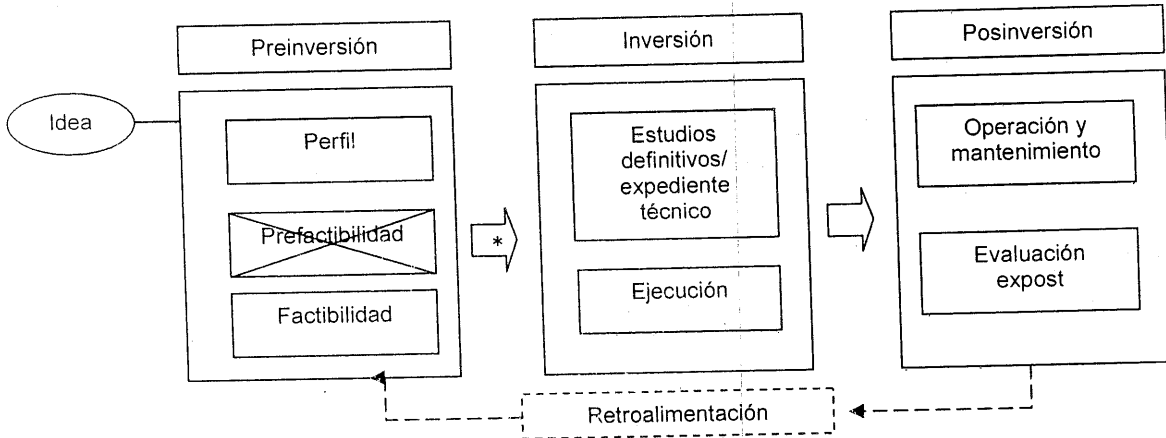 Preinversión
Inversión
Posinversión
Idea
Perfil
Prefactibilidad
Factibilidad
*
Estudios
definitivos/
expediente
técnico
Ejecución
Operación y
mantenimiento
Evaluación
expost
Retroalimentación